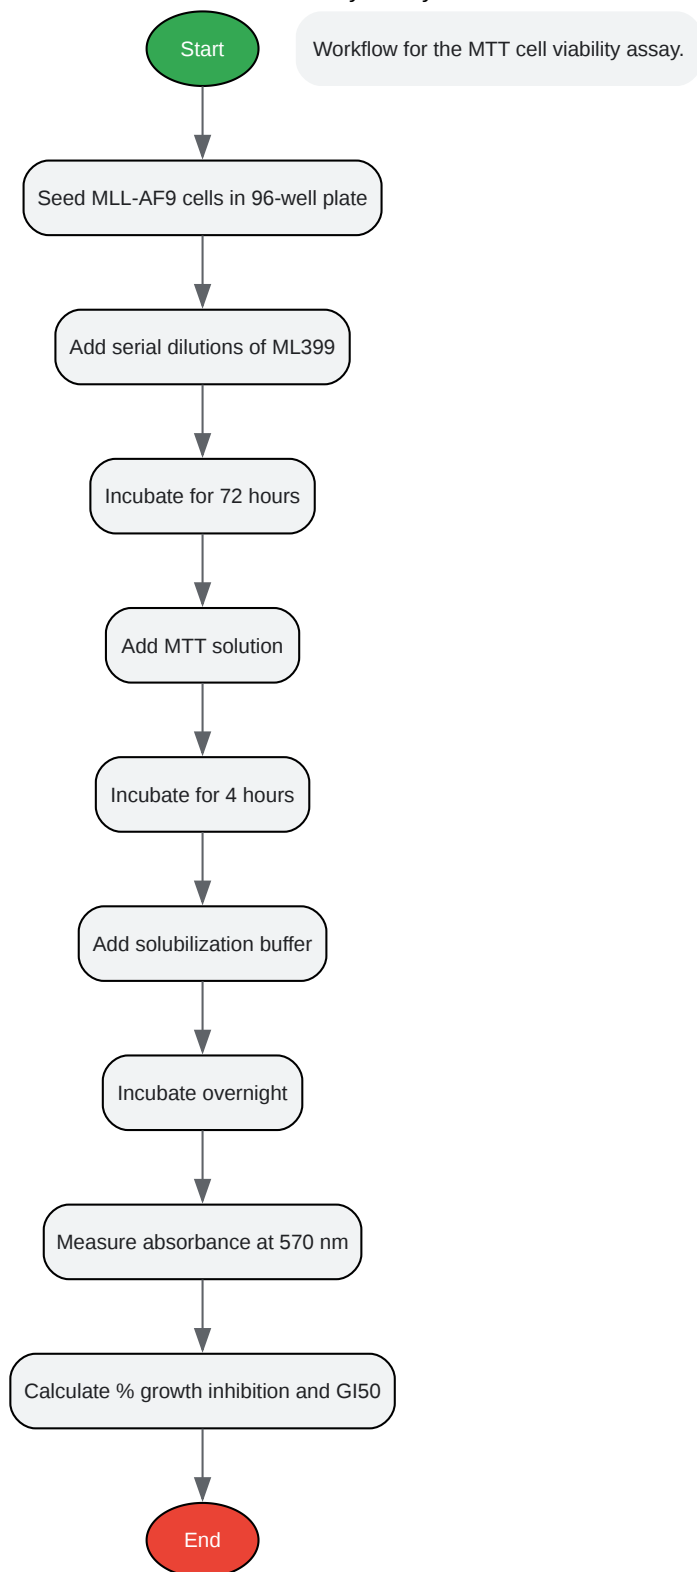 Start
Workflow for the MTT cell viability assay.
Seed MLL-AF9 cells in 96-well plate
Add serial dilutions of ML399
Incubate for 72 hours
Add MTT solution
Incubate for 4 hours
Add solubilization buffer
Incubate overnight
Measure absorbance at 570 nm
Calculate % growth inhibition and GI50
End